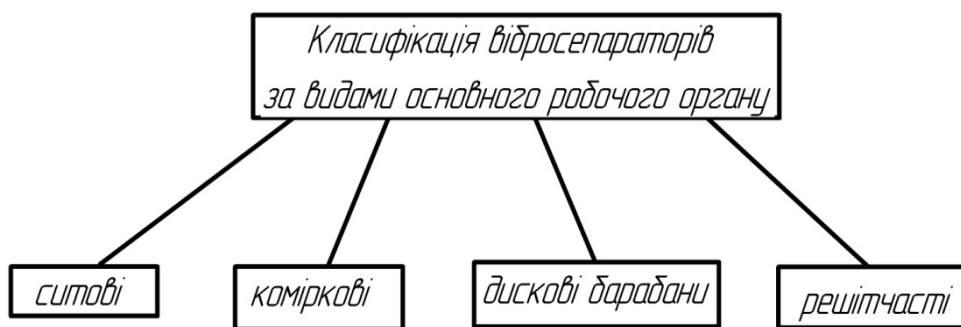 Класифікація вібросепараторів
за видами основного робочого органу
ситові
коміркові
дискові барабани
решітчасті